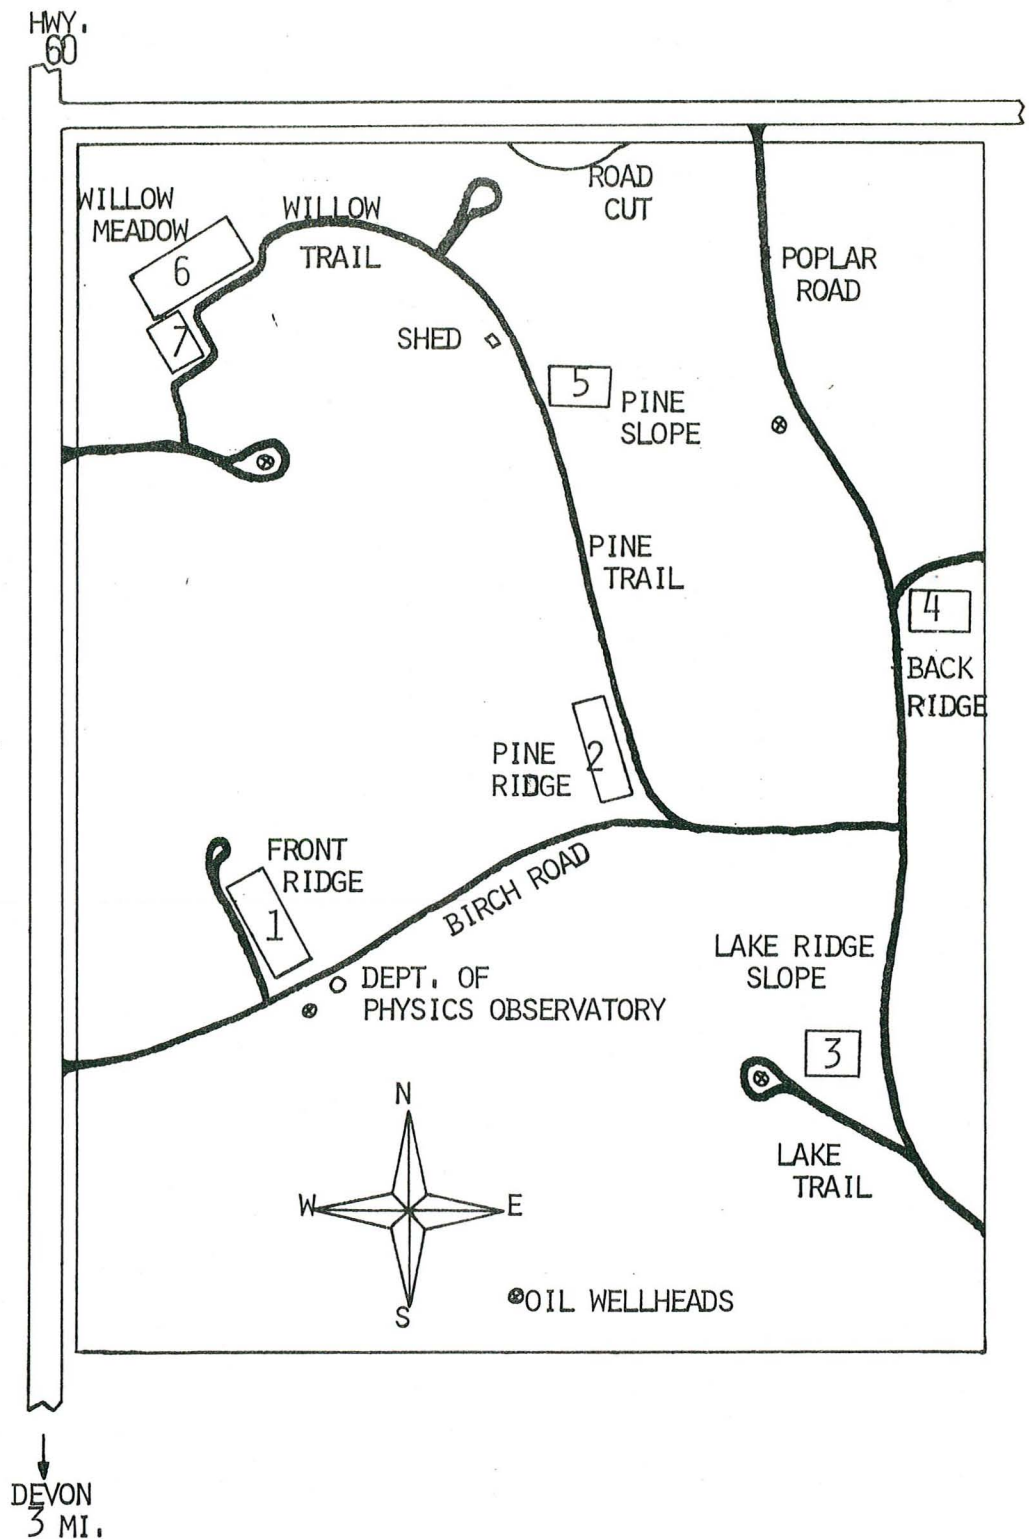 HWY.
60
ROAD
CUT
WILLOW
MEADOW
WILLOW
TRAIL
6
7
POPLAR
ROAD
SHED
5
PINE
SLOPE
PINE
TRAIL
4
BACK
RIDGE
PINE
RIDGE
2
FRONT
RIDGE
1
BIRCH ROAD
LAKE RIDGE
SLOPE
DEPT. OF
PHYSICS OBSERVATORY
3
LAKE
TRAIL
N
W
E
S
OIL WELLHEADS
DEVON
3 MI.